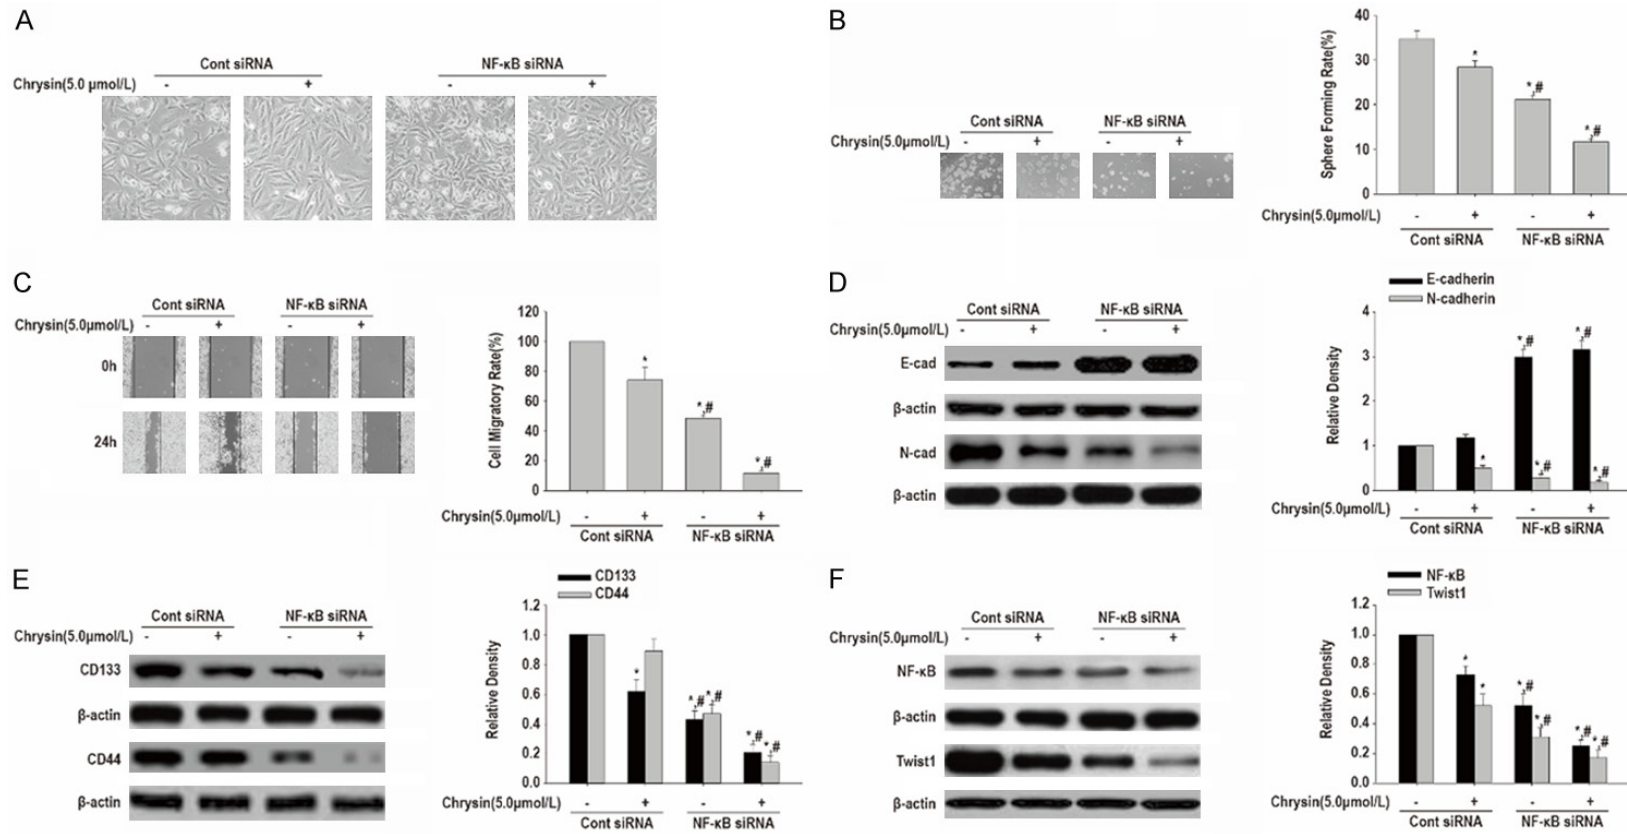 A
Cont siRNA NF-κB siRNA
Chrysin(5.0 μmol/L) - + - +
B
Cont siRNA NF-κB siRNA
Chrysin(5.0μmol/L) - + - +
Sphere Forming Rate(%)
40
30
20
10
0
* *,# *,#
Chrysin(5.0μmol/L) - + - +
Cont siRNA NF-κB siRNA
C
Cont siRNA NF-κB siRNA
Chrysin(5.0μmol/L) - + - +
0h
24h
Cell Migratory Rate(%)
120
100
80
60
40
20
0
* *,# *,#
Chrysin(5.0μmol/L) - + - +
Cont siRNA NF-κB siRNA
D
Cont siRNA NF-κB siRNA
Chrysin(5.0μmol/L) - + - +
E-cad
β-actin
N-cad
β-actin
E-cadherin
N-cadherin
Relative Density
4
3
2
1
0
* *,# *,# *,# *,#
Chrysin(5.0μmol/L) - + - +
Cont siRNA NF-κB siRNA
E
Cont siRNA NF-κB siRNA
Chrysin(5.0μmol/L) - + - +
CD133
β-actin
CD44
β-actin
CD133
CD44
Relative Density
1.2
1.0
0.8
0.6
0.4
0.2
0.0
* *,# *,# *,# *,#
Chrysin(5.0μmol/L) - + - +
Cont siRNA NF-κB siRNA
F
Cont siRNA NF-κB siRNA
Chrysin(5.0μmol/L) - + - +
NF-κB
β-actin
Twist1
β-actin
NF-κB
Twist1
Relative Density
1.2
1.0
0.8
0.6
0.4
0.2
0.0
* * *,# *,# *,# *,#
Chrysin(5.0μmol/L) - + - +
Cont siRNA NF-κB siRNA